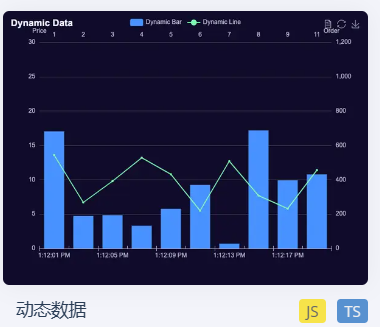 Dynamic Data
Dynamic Bar Dynamic Line
Price Order
1 2 3 4 5 6 7 8 9 11
30 1,200
25 1,000
20 800
15 600
10 400
5 200
0 0
1:12:01 PM 1:12:05 PM 1:12:09 PM 1:12:13 PM 1:12:17 PM
动态数据
JS TS